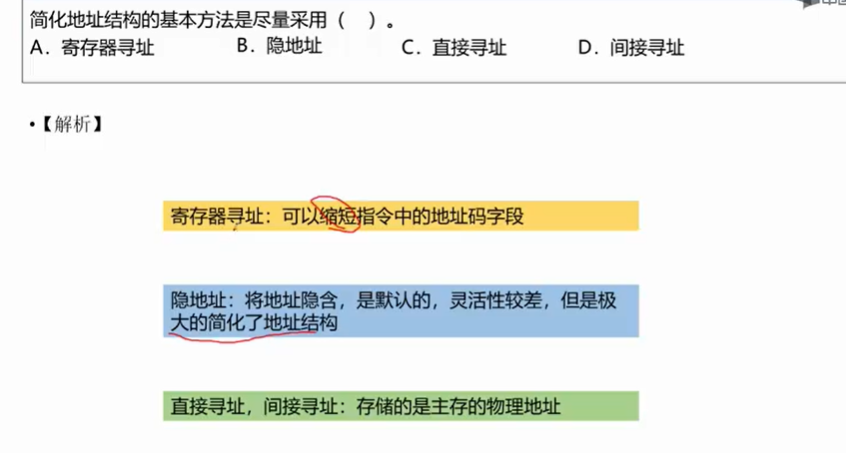 简化地址结构的基本方法是尽量采用（ ）。
A．寄存器寻址 B．隐地址 C．直接寻址 D．间接寻址
•【解析】
寄存器寻址：可以缩短指令中的地址码字段
隐地址：将地址隐含，是默认的，灵活性较差，但是极
大的简化了地址结构
直接寻址，间接寻址：存储的是主存的物理地址